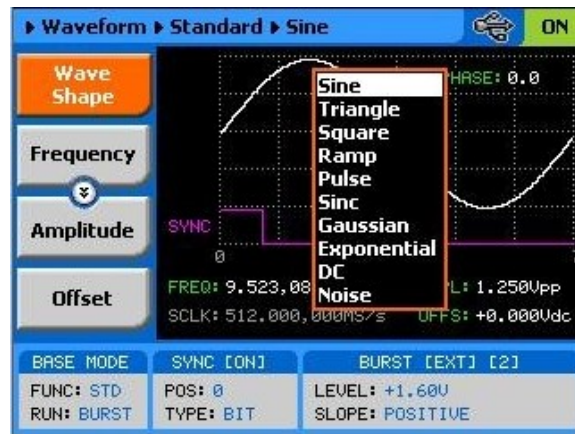 Waveform Standard Sine
ON
Wave
Shape
Frequency
Amplitude
Offset
PHASE: 0.0
Sine
Triangle
Square
Ramp
Pulse
Sinc
Gaussian
Exponential
DC
Noise
SYNC
0
FREQ: 9.523,08
L: 1.250Vpp
SCLK: 512.000,000MS/s
OFFS: +0.000Vdc
BASE MODE
FUNC: STD
RUN: BURST
SYNC [ON]
POS: 0
TYPE: BIT
BURST [EXT] [2]
LEVEL: +1.60V
SLOPE: POSITIVE